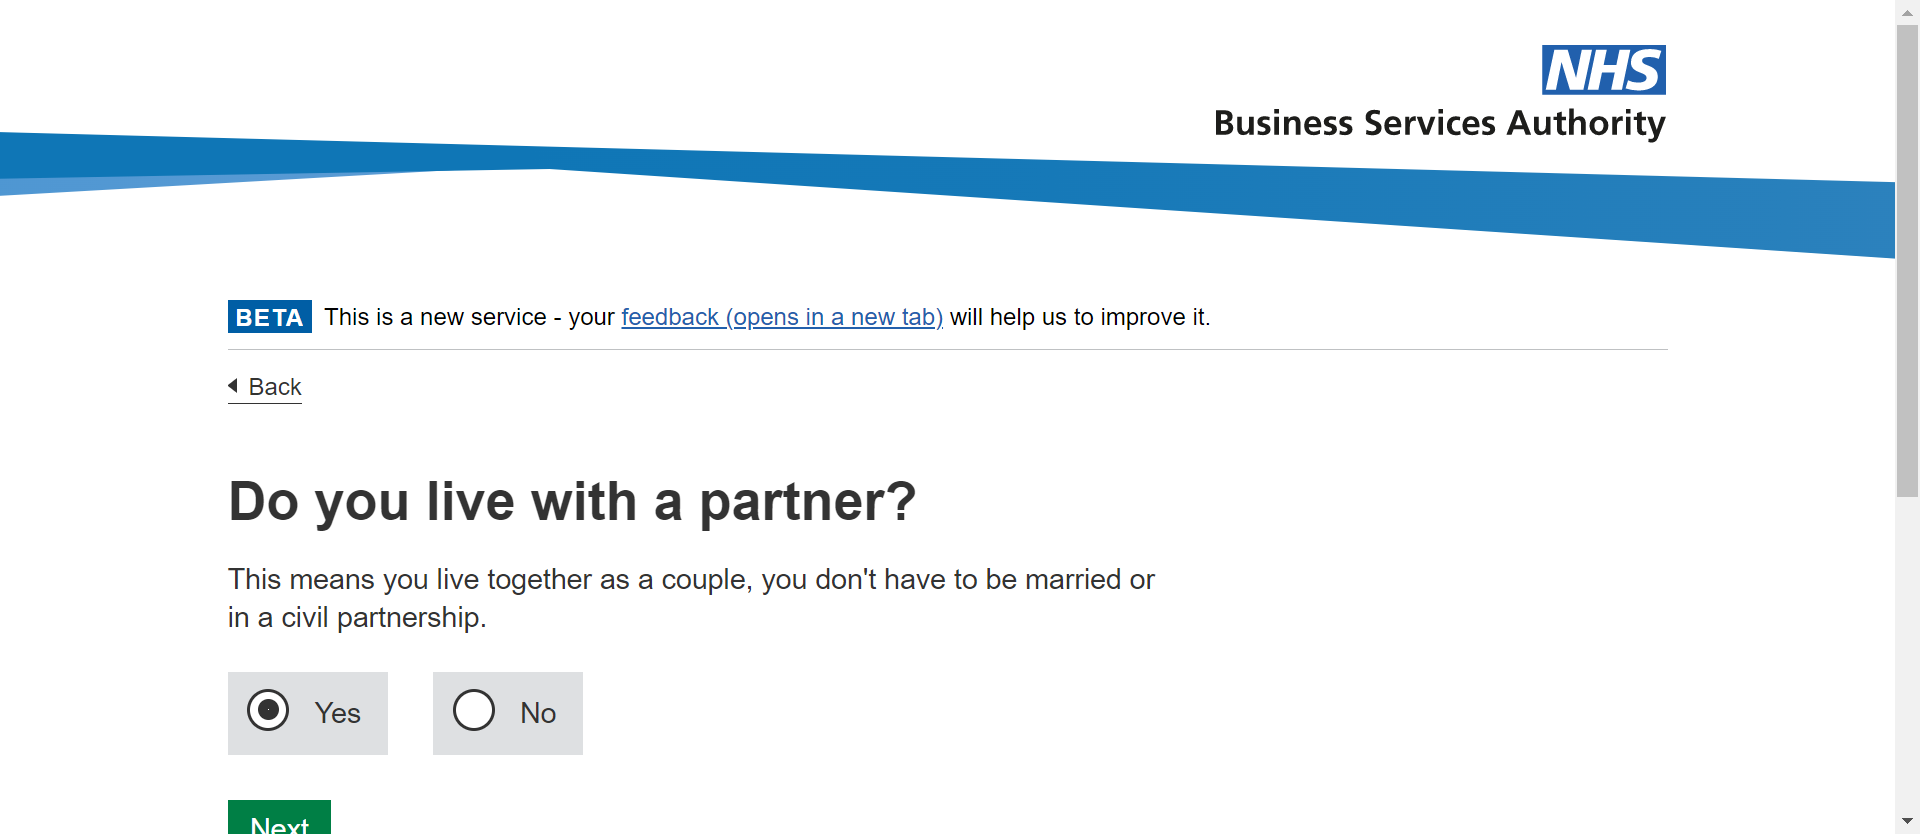 NHS
Business Services Authority
BETA This is a new service - your feedback (opens in a new tab) will help us to improve it.
Back
Do you live with a partner?
This means you live together as a couple, you don't have to be married or
in a civil partnership.
Yes No
Next